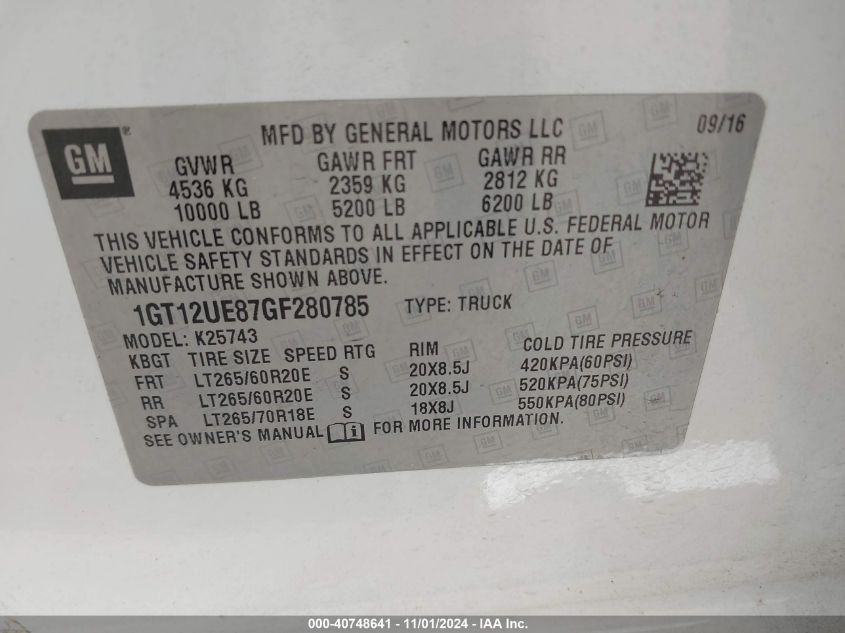 GM ®
MFD BY GENERAL MOTORS LLC 09/16
GVWR GAWR FRT GAWR RR
4536 KG 2359 KG 2812 KG
10000 LB 5200 LB 6200 LB
THIS VEHICLE CONFORMS TO ALL APPLICABLE U.S. FEDERAL MOTOR
VEHICLE SAFETY STANDARDS IN EFFECT ON THE DATE OF
MANUFACTURE SHOWN ABOVE.
1GT12UE87GF280785 TYPE: TRUCK
MODEL: K25743
KBGT TIRE SIZE SPEED RTG RIM COLD TIRE PRESSURE
FRT LT265/60R20E S 20X8.5J 420KPA(60PSI)
RR LT265/60R20E S 20X8.5J 520KPA(75PSI)
SPA LT265/70R18E S 18X8J 550KPA(80PSI)
SEE OWNER'S MANUAL i FOR MORE INFORMATION.
000-40748641 - 11/01/2024 - IAA Inc.